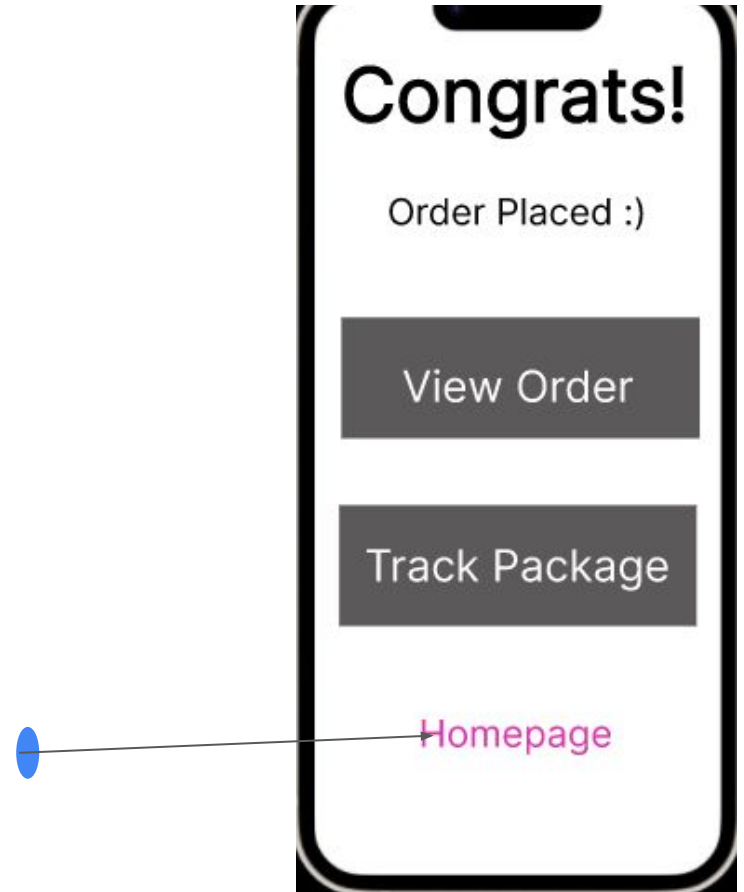 Congrats!
Order Placed :)
View Order
Track Package
Homepage